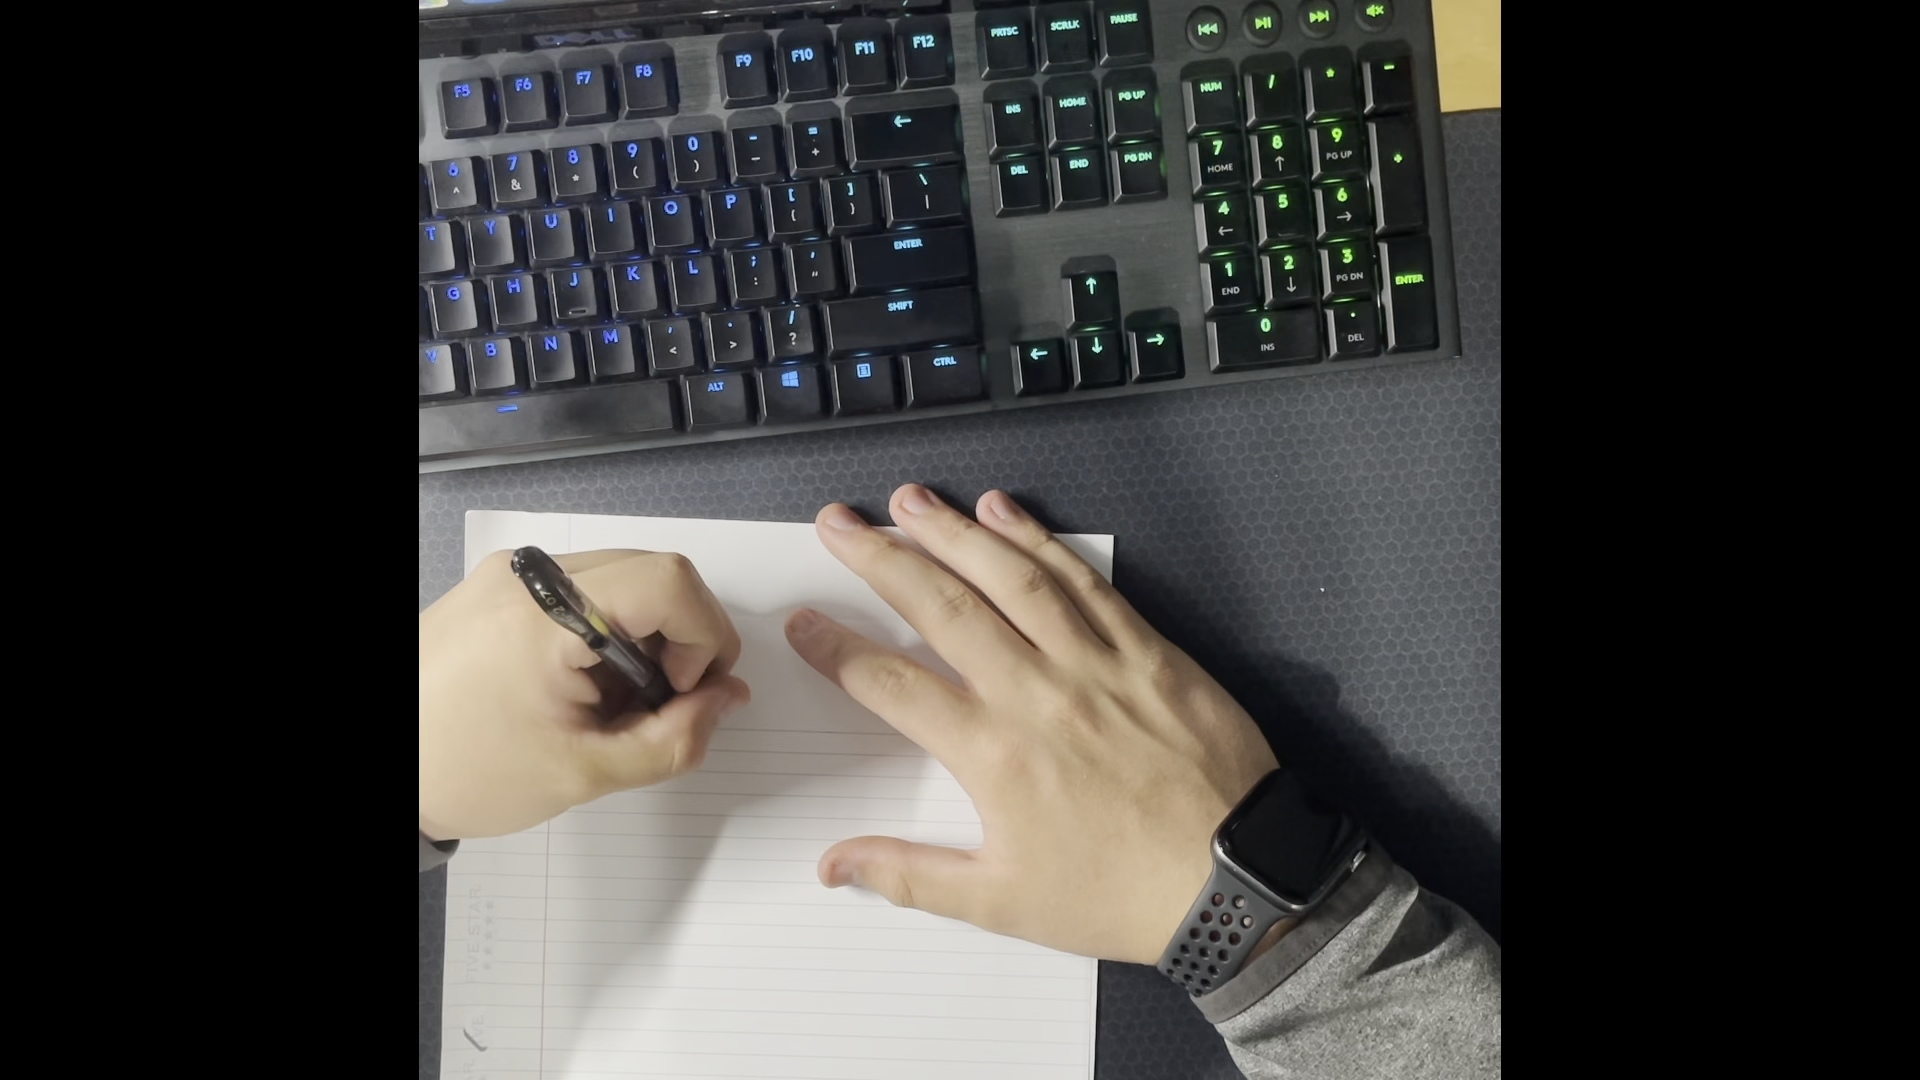 DELL
PRTSC SCRLK PAUSE
F5 F6 F7 F8 F9 F10 F11 F12
INS HOME PG UP NUM / * -
6 ^ 7 & 8 * 9 ( 0 ) - _ = +
DEL END PG DN 7 HOME 8 ↑ 9 PG UP +
T Y U I O P [ { ] } \ |
4 ← 5 6 →
G H J K L ; : ' " ENTER
1 END 2 ↓ 3 PG DN ENTER
V B N M , < . > / ? SHIFT
↑ 0 INS . DEL
ALT CTRL ← ↓ →
207
FIVE STAR